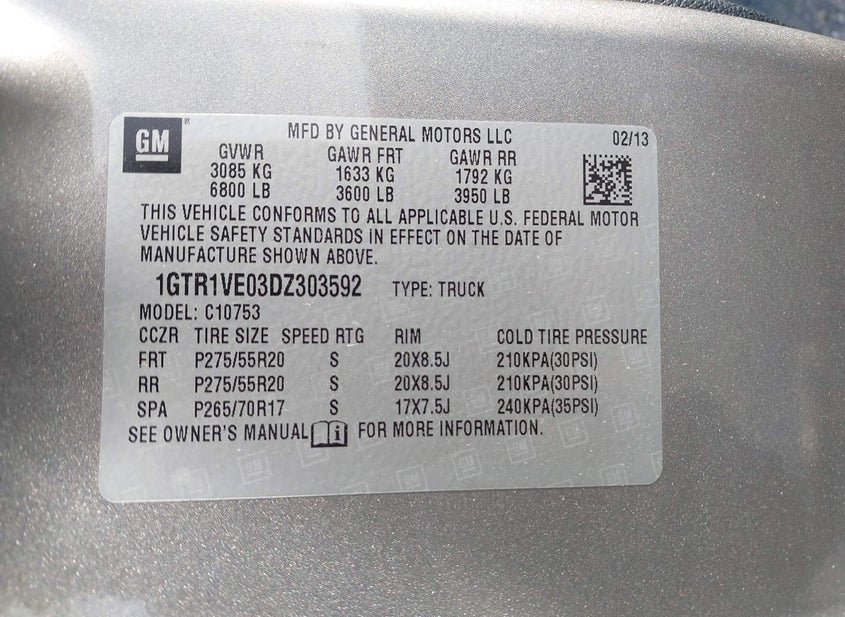 GM
MFD BY GENERAL MOTORS LLC 02/13
GVWR GAWR FRT GAWR RR
3085 KG 1633 KG 1792 KG
6800 LB 3600 LB 3950 LB
THIS VEHICLE CONFORMS TO ALL APPLICABLE U.S. FEDERAL MOTOR
VEHICLE SAFETY STANDARDS IN EFFECT ON THE DATE OF
MANUFACTURE SHOWN ABOVE.
1GTR1VE03DZ303592 TYPE: TRUCK
MODEL: C10753
CCZR TIRE SIZE SPEED RTG RIM COLD TIRE PRESSURE
FRT P275/55R20 S 20X8.5J 210KPA(30PSI)
RR P275/55R20 S 20X8.5J 210KPA(30PSI)
SPA P265/70R17 S 17X7.5J 240KPA(35PSI)
SEE OWNER'S MANUAL i FOR MORE INFORMATION.